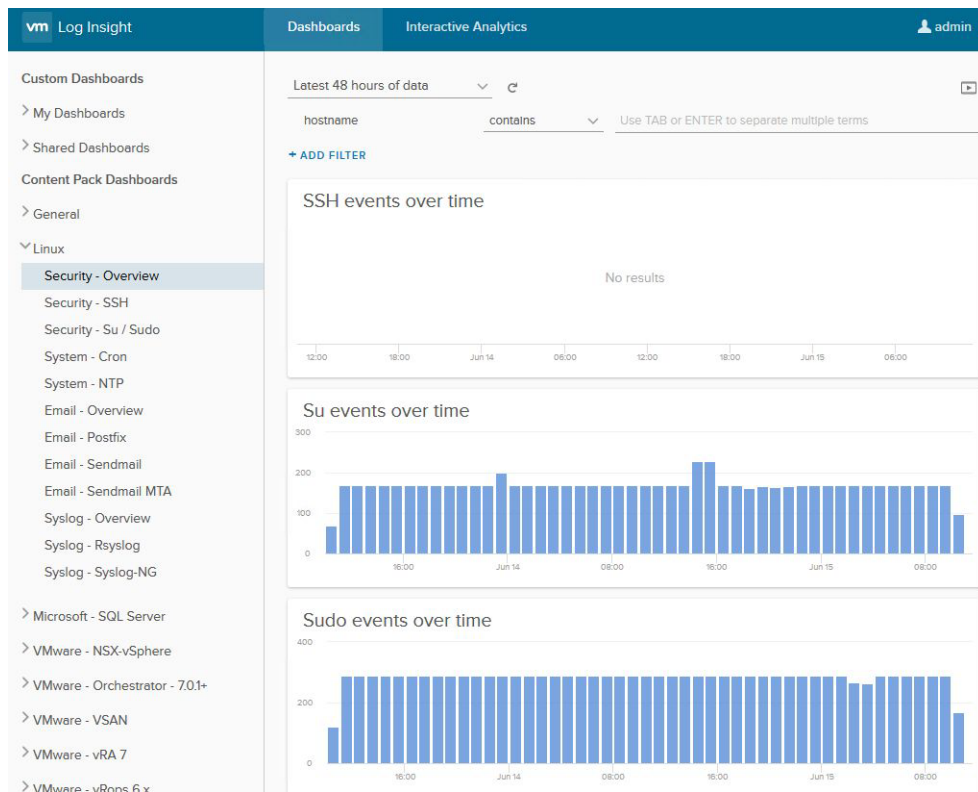 vm Log Insight
Dashboards
Interactive Analytics
admin
Custom Dashboards
My Dashboards
Shared Dashboards
Content Pack Dashboards
General
Linux
Security - Overview
Security - SSH
Security - Su / Sudo
System - Cron
System - NTP
Email - Overview
Email - Postfix
Email - Sendmail
Email - Sendmail MTA
Syslog - Overview
Syslog - Rsyslog
Syslog - Syslog-NG
Microsoft - SQL Server
VMware - NSX-vSphere
VMware - Orchestrator - 7.0.1+
VMware - VSAN
VMware - vRA 7
VMware - vRops 6.x
Latest 48 hours of data
hostname
contains
Use TAB or ENTER to separate multiple terms
+ ADD FILTER
SSH events over time
No results
12:00 18:00 Jun 14 06:00 12:00 18:00 Jun 15 06:00
Su events over time
300
200
100
0
16:00 Jun 14 08:00 16:00 Jun 15 08:00
Sudo events over time
400
200
0
16:00 Jun 14 08:00 16:00 Jun 15 08:00